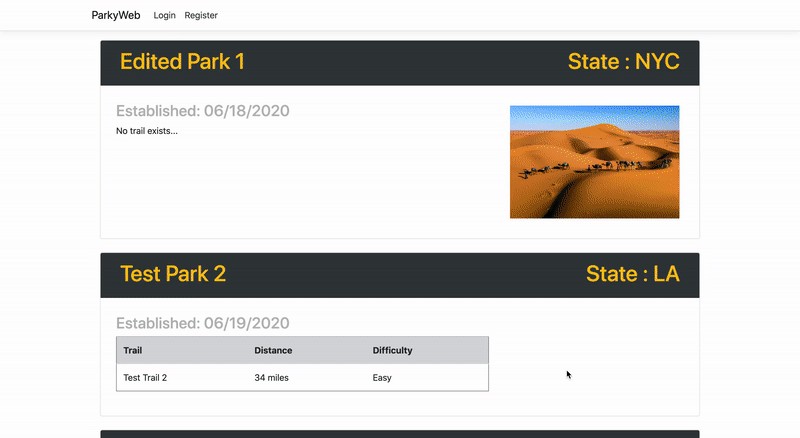 ParkyWeb Login Register
Edited Park 1 State : NYC
Established: 06/18/2020
No trail exists...
Test Park 2 State : LA
Established: 06/19/2020
Trail Distance Difficulty
Test Trail 2 34 miles Easy